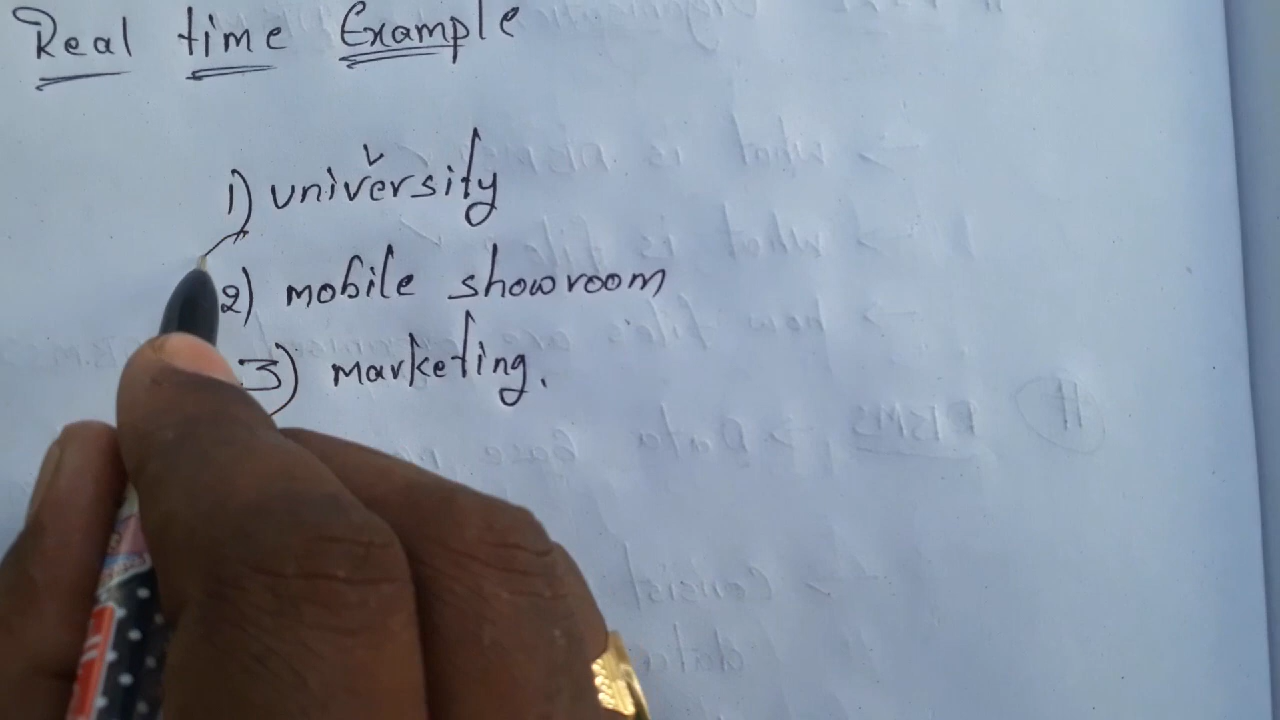 Real time Example
1) university
2) mobile showroom
3) marketing.